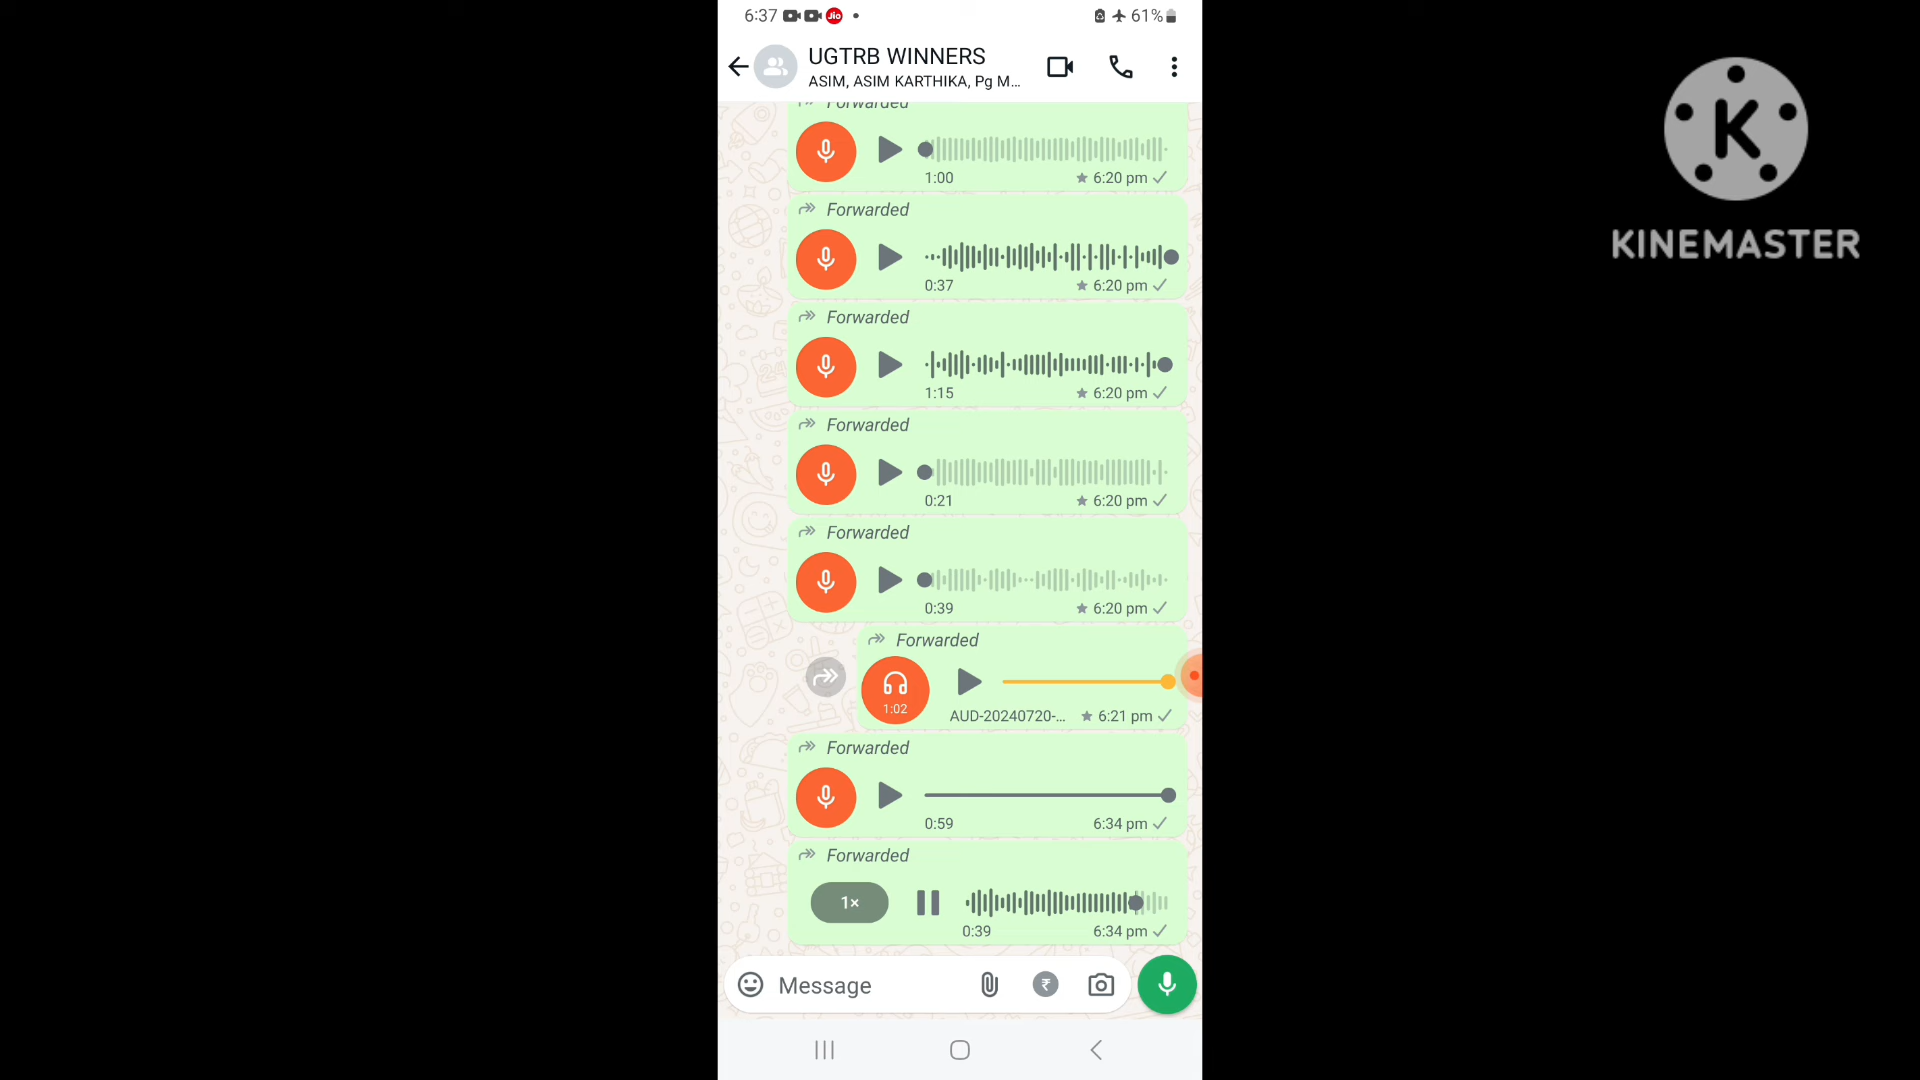 6:37 Jio 61%
UGTRB WINNERS
ASIM, ASIM KARTHIKA, Pg M...
K
KINEMASTER
Forwarded
1:00 6:20 pm
Forwarded
0:37 6:20 pm
Forwarded
1:15 6:20 pm
Forwarded
0:21 6:20 pm
Forwarded
0:39 6:20 pm
Forwarded
1:02
AUD-20240720-... 6:21 pm
Forwarded
0:59 6:34 pm
Forwarded
1×
0:39 6:34 pm
Message ₹